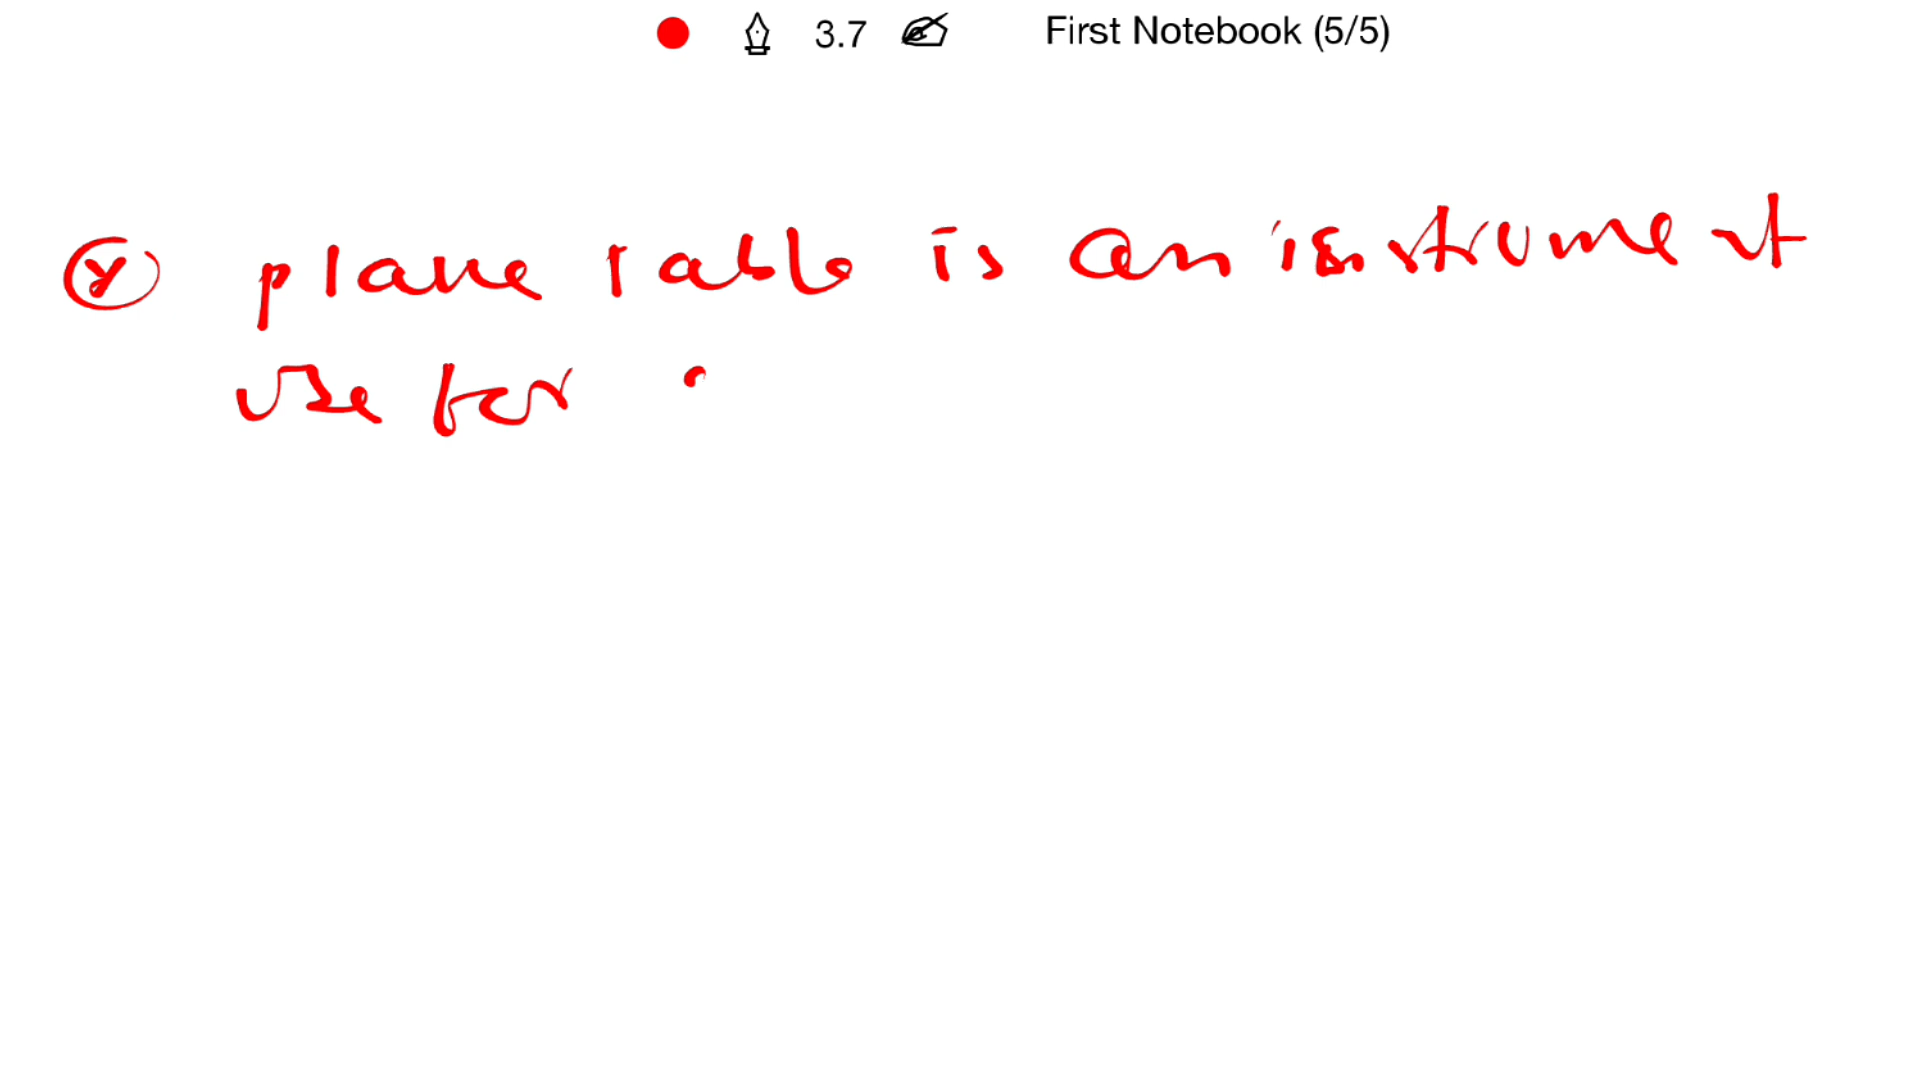 3.7 First Notebook (5/5)
plane table is an instrument
use for